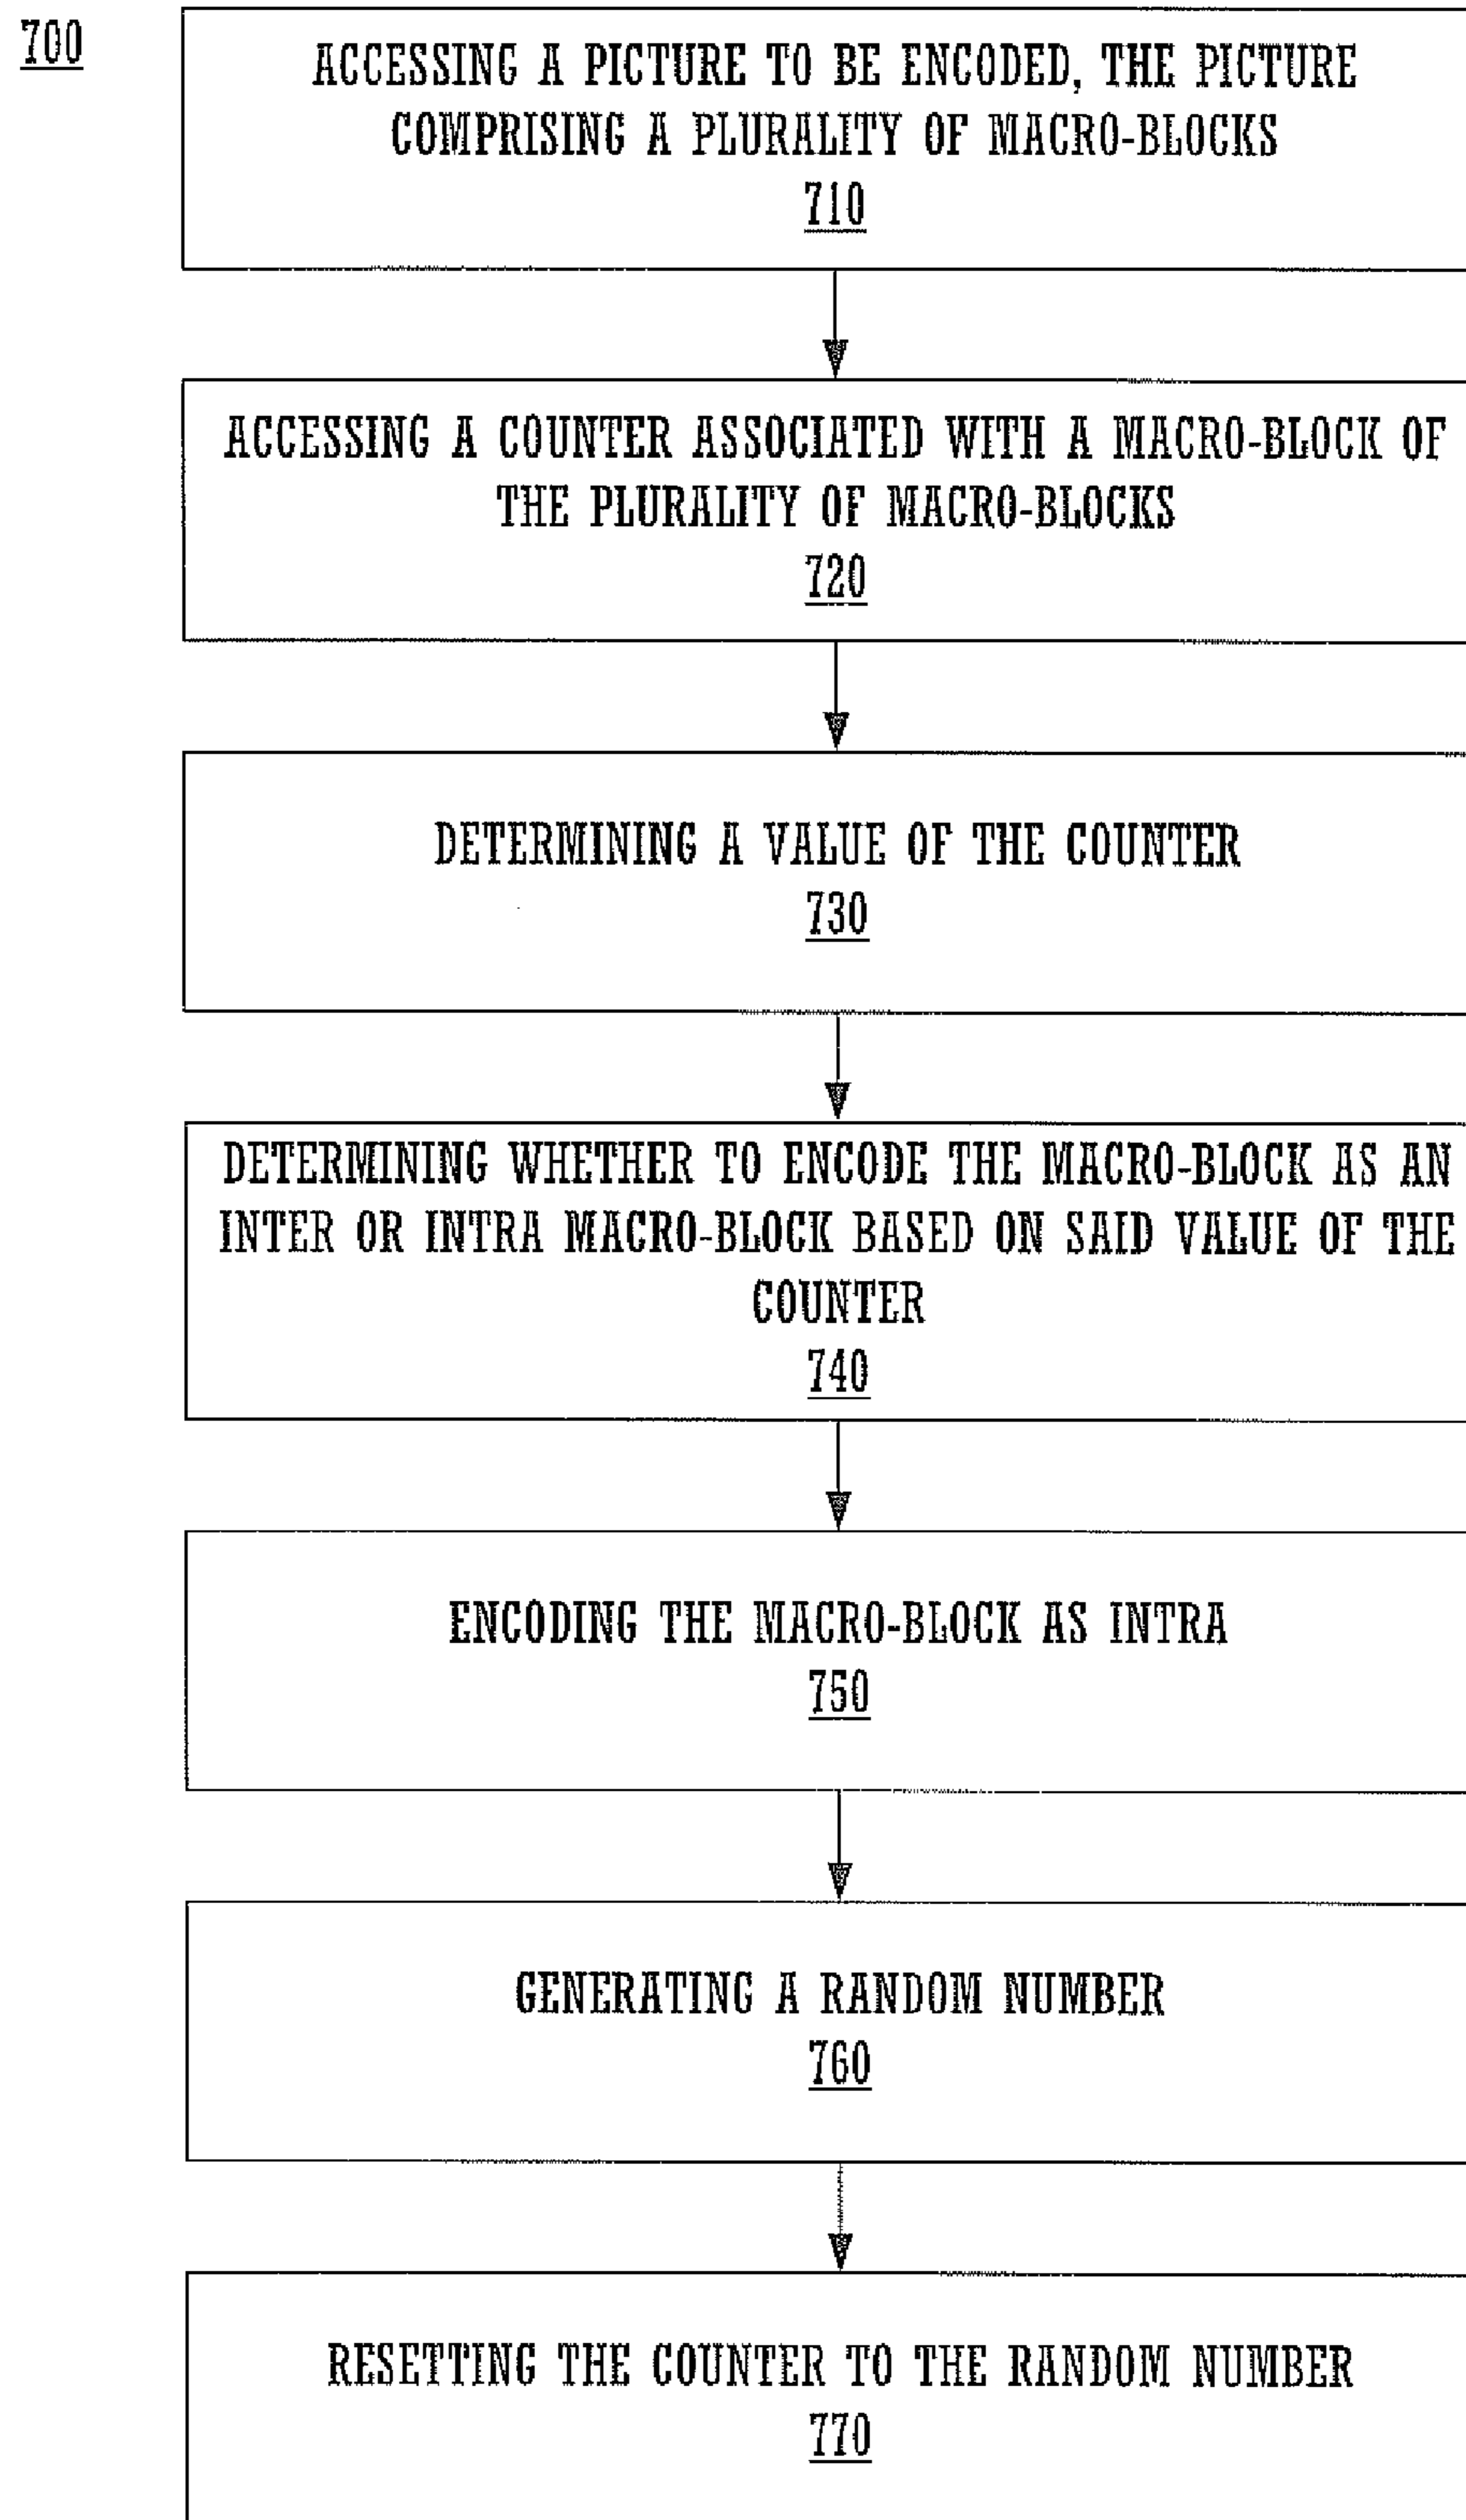 700
ACCESSING A PICTURE TO BE ENCODED, THE PICTURE
COMPRISING A PLURALITY OF MACRO-BLOCKS
710
ACCESSING A COUNTER ASSOCIATED WITH A MACRO-BLOCK OF
THE PLURALITY OF MACRO-BLOCKS
720
DETERMINING A VALUE OF THE COUNTER
730
DETERMINING WHETHER TO ENCODE THE MACRO-BLOCK AS AN
INTER OR INTRA MACRO-BLOCK BASED ON SAID VALUE OF THE
COUNTER
740
ENCODING THE MACRO-BLOCK AS INTRA
750
GENERATING A RANDOM NUMBER
760
RESETTING THE COUNTER TO THE RANDOM NUMBER
770